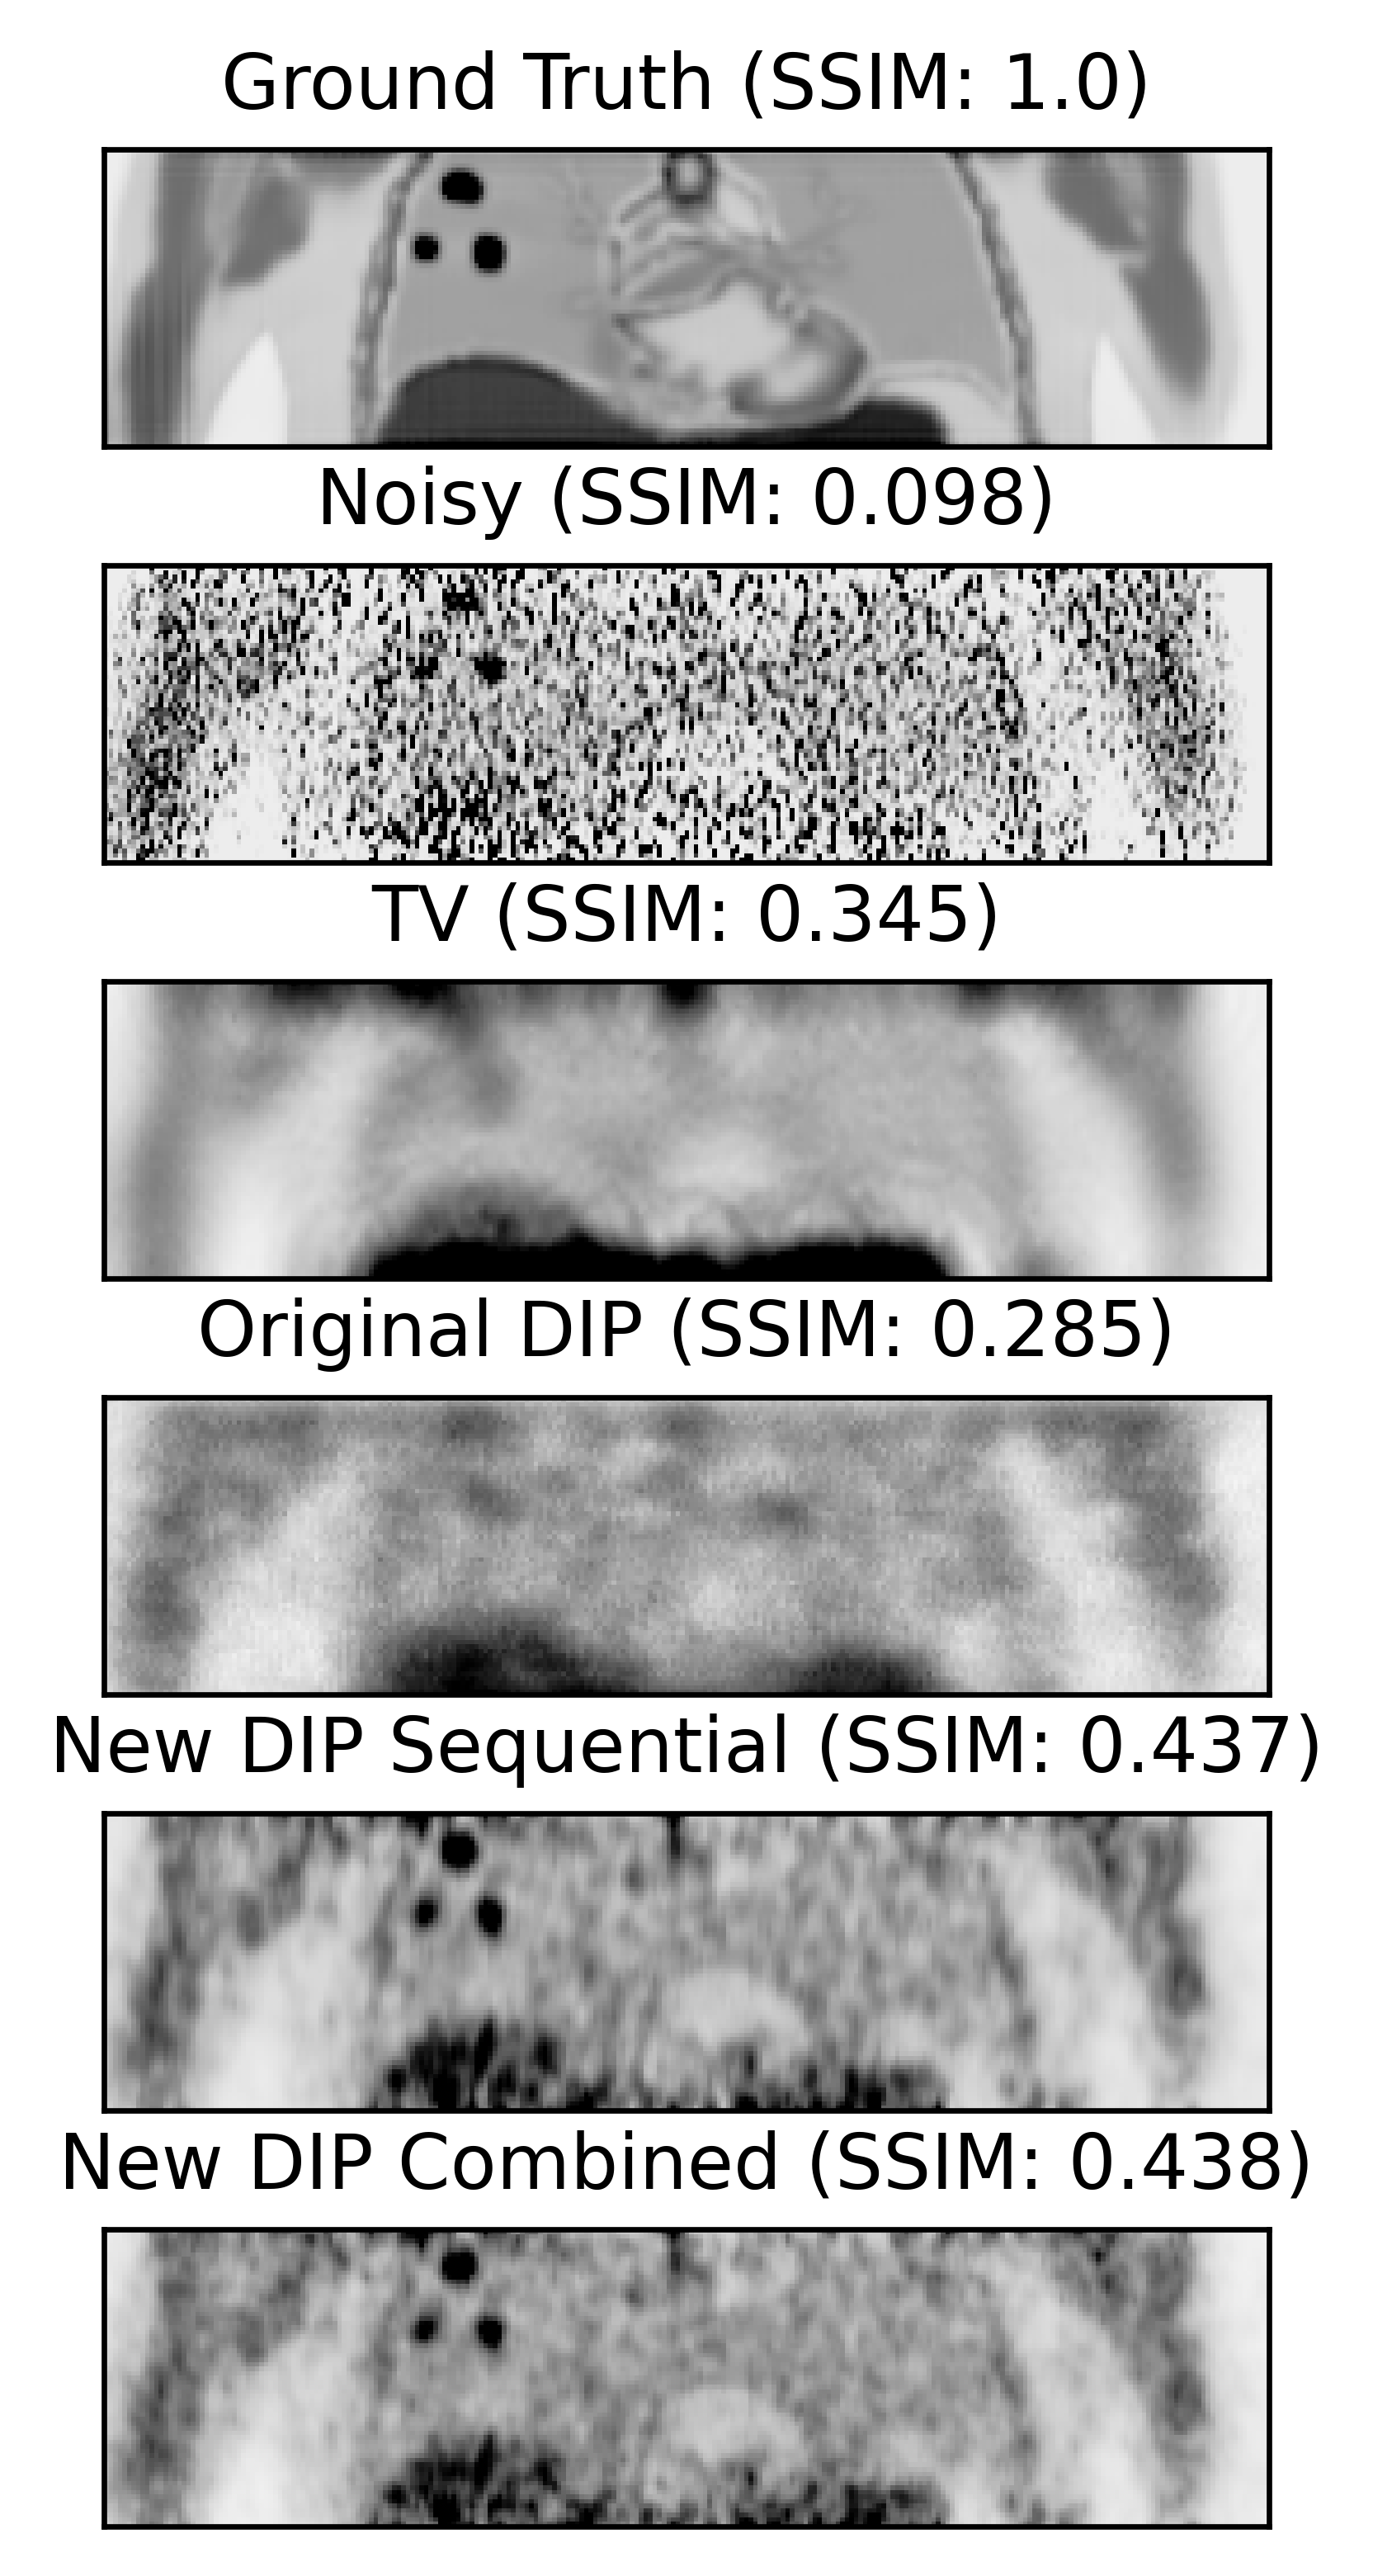 Ground Truth (SSIM: 1.0)
Noisy (SSIM: 0.098)
TV (SSIM: 0.345)
Original DIP (SSIM: 0.285)
New DIP Sequential (SSIM: 0.437)
New DIP Combined (SSIM: 0.438)